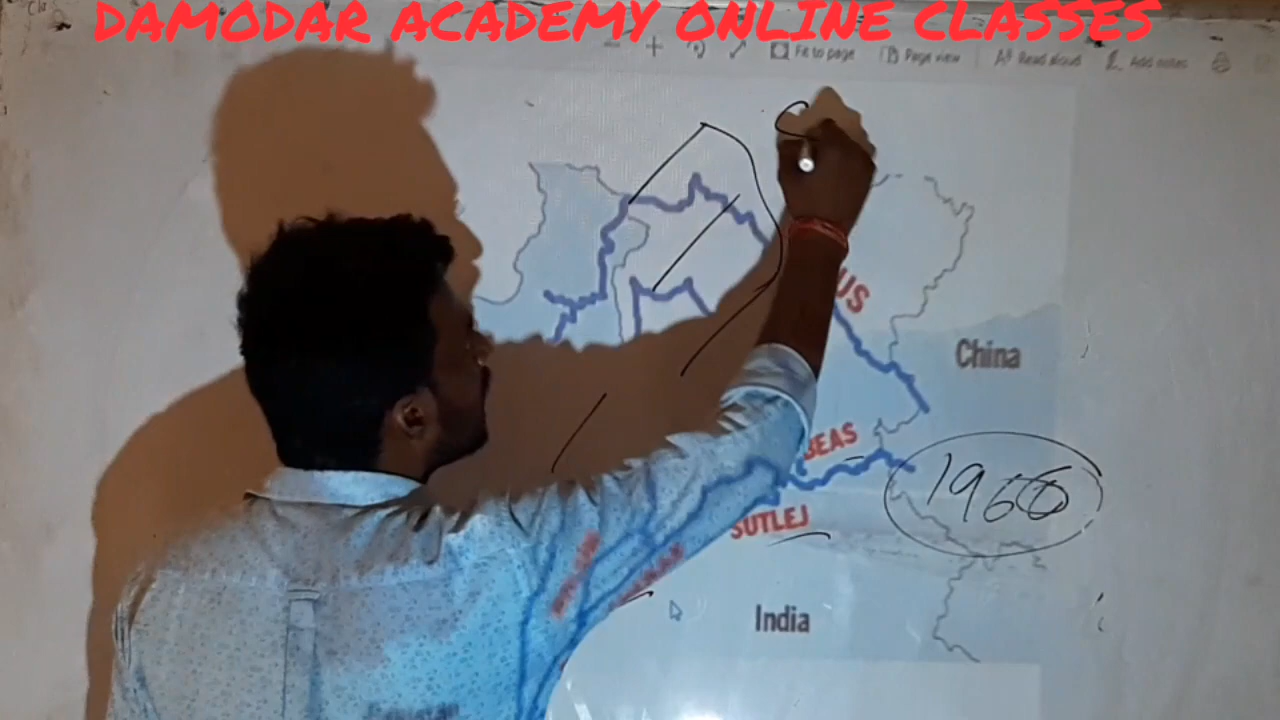 DAMODAR ACADEMY ONLINE CLASSES
Fit to page Page view Read aloud Add notes
US
China
BEAS
1960
SUTLEJ
India